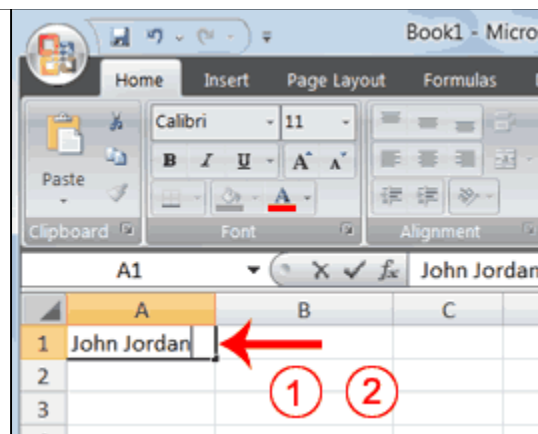 Book1 - Micro
Home Insert Page Layout Formulas
Calibri 11
B I U A A
Paste
A
Clipboard Font Alignment
A1 fx John Jordan
A B C
1 John Jordan
1 2
2
3